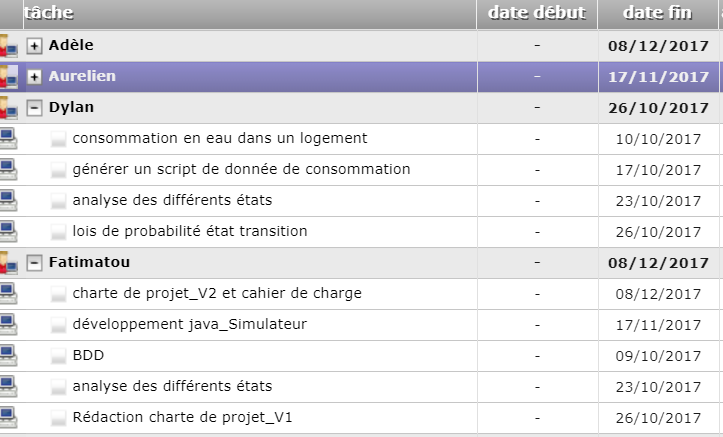 tâche date début date fin
Adèle - 08/12/2017
Aurelien - 17/11/2017
Dylan - 26/10/2017
consommation en eau dans un logement - 10/10/2017
générer un script de donnée de consommation - 17/10/2017
analyse des différents états - 23/10/2017
lois de probabilité état transition - 26/10/2017
Fatimatou - 08/12/2017
charte de projet_V2 et cahier de charge - 08/12/2017
développement java_Simulateur - 17/11/2017
BDD - 09/10/2017
analyse des différents états - 23/10/2017
Rédaction charte de projet_V1 - 26/10/2017